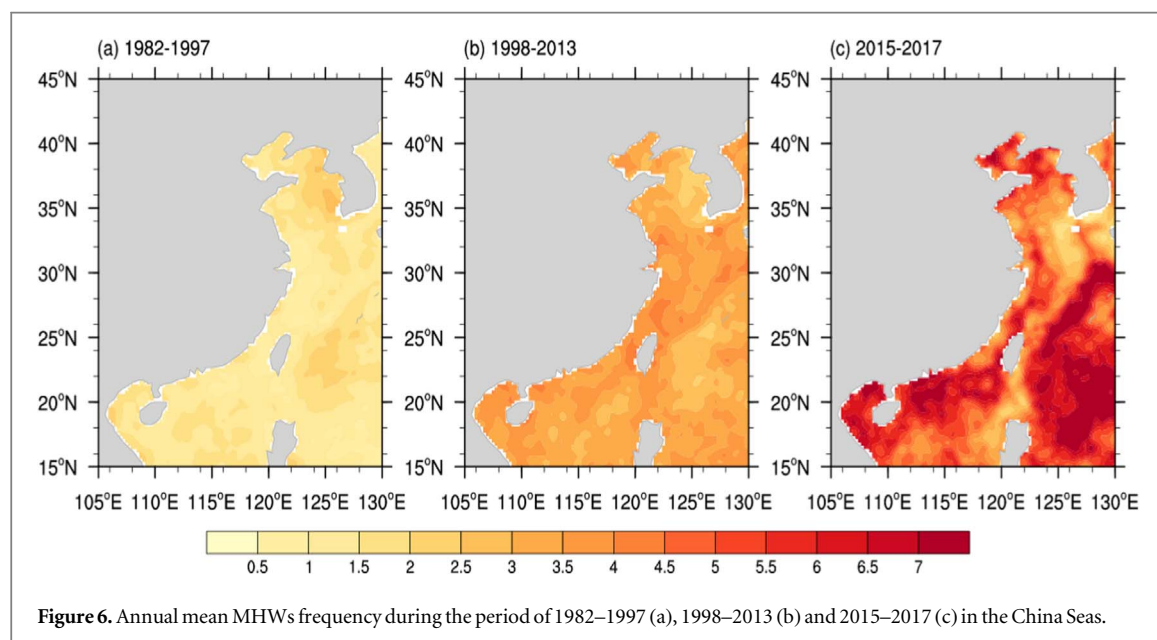 (a) 1982-1997 (b) 1998-2013 (c) 2015-2017
45°N 45°N 45°N
40°N 40°N 40°N
35°N 35°N 35°N
30°N 30°N 30°N
25°N 25°N 25°N
20°N 20°N 20°N
15°N 15°N 15°N
105°E 110°E 115°E 120°E 125°E 130°E 105°E 110°E 115°E 120°E 125°E 130°E 105°E 110°E 115°E 120°E 125°E 130°E
0.5 1 1.5 2 2.5 3 3.5 4 4.5 5 5.5 6 6.5 7
Figure 6. Annual mean MHWs frequency during the period of 1982–1997 (a), 1998–2013 (b) and 2015–2017 (c) in the China Seas.